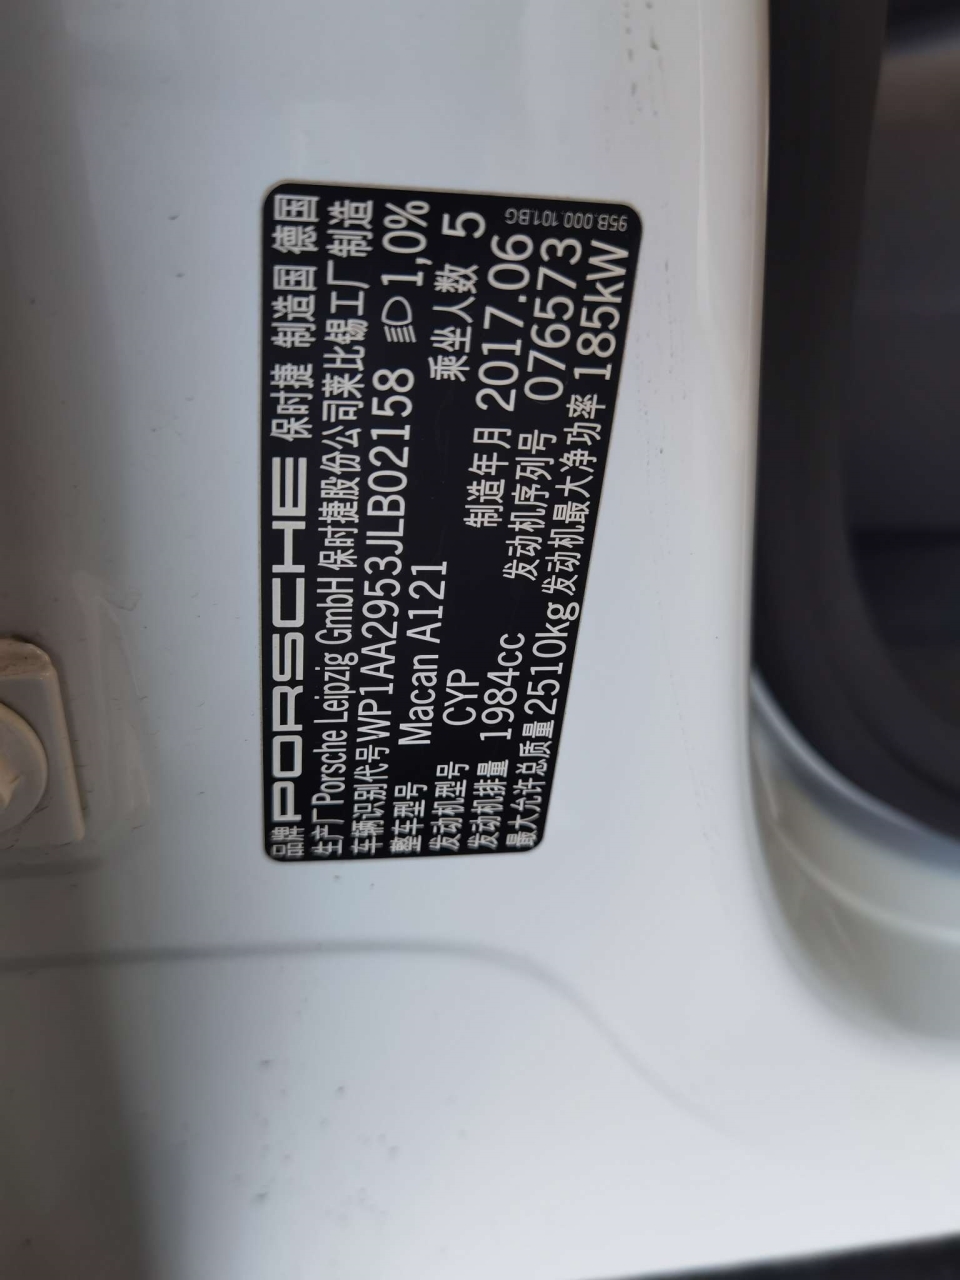 品牌 PORSCHE 保时捷 制造国 德国
生产厂 Porsche Leipzig GmbH 保时捷股份公司莱比锡工厂制造
车辆识别代号 WP1AA2953JLB02158 1,0%
整车型号 Macan A121 乘坐人数 5
发动机型号 CYP 制造年月 2017.06
发动机排量 1984cc 发动机序列号 076573
最大允许总质量 2510kg 发动机最大净功率 185kW
95B.000.101.BG